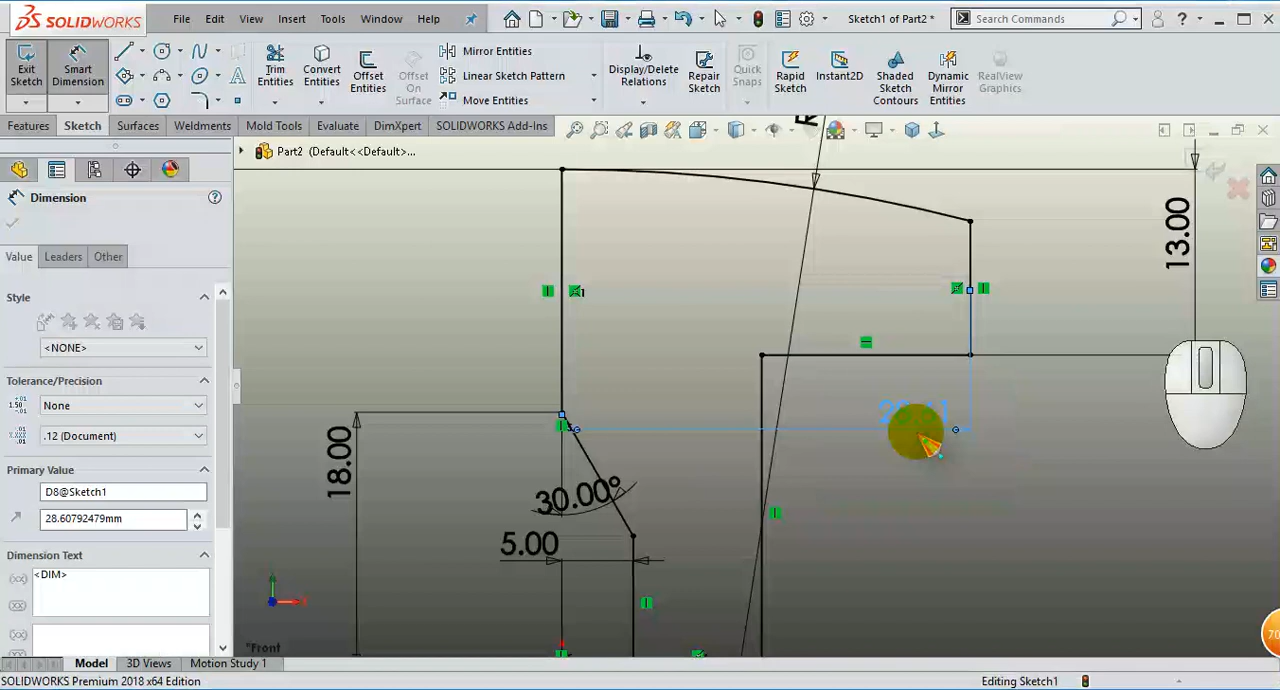 SOLIDWORKS
File Edit View Insert Tools Window Help
Sketch1 of Part2 *
Search Commands
?
Exit Sketch
Smart Dimension
Trim Entities
Convert Entities
Offset Entities
Offset On Surface
Mirror Entities
Linear Sketch Pattern
Move Entities
Display/Delete Relations
Repair Sketch
Quick Snaps
Rapid Sketch
Instant2D
Shaded Sketch Contours
Dynamic Mirror Entities
RealView Graphics
Features Sketch Surfaces Weldments Mold Tools Evaluate DimXpert SOLIDWORKS Add-Ins
Part2 (Default<<Default>...
Dimension
Value Leaders Other
Style
<NONE>
Tolerance/Precision
None
.12 (Document)
Primary Value
D8@Sketch1
28.60792479mm
Dimension Text
<DIM>
R
13.00
18.00
30.00°
5.00
*Front
70
Model 3D Views Motion Study 1
SOLIDWORKS Premium 2018 x64 Edition
Editing Sketch1